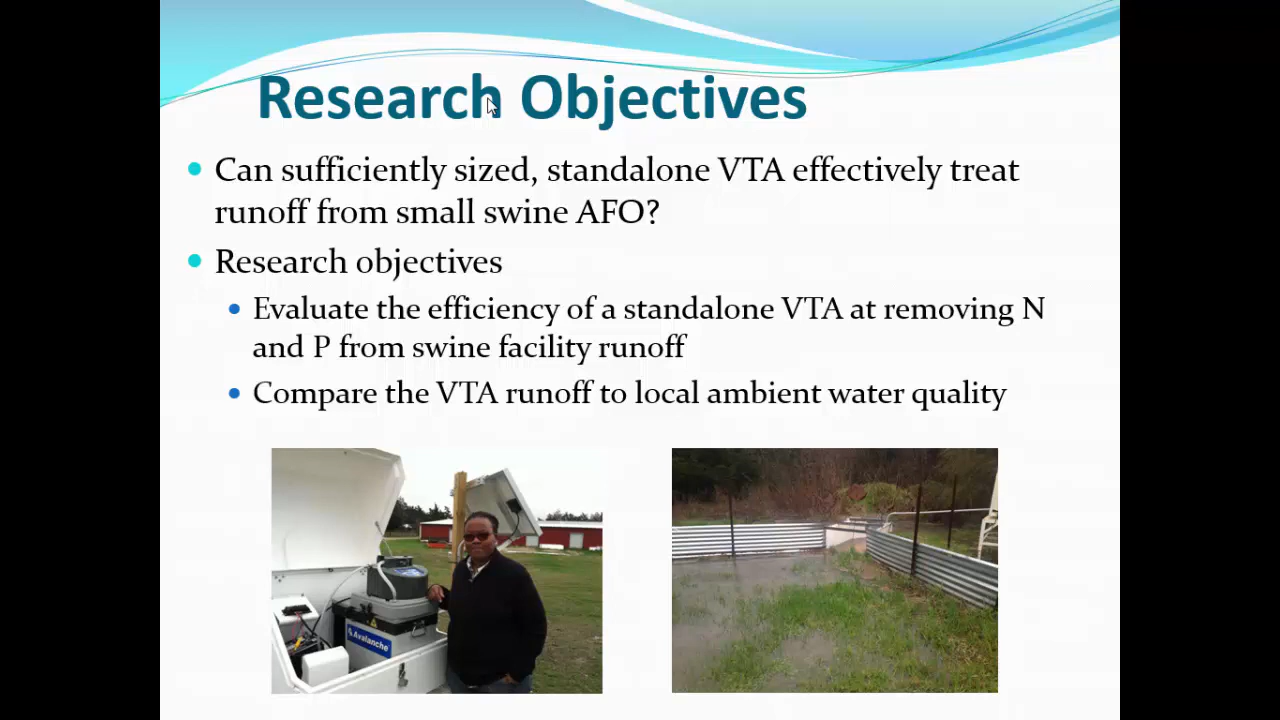 Research Objectives
Can sufficiently sized, standalone VTA effectively treat
runoff from small swine AFO?
Research objectives
Evaluate the efficiency of a standalone VTA at removing N
and P from swine facility runoff
Compare the VTA runoff to local ambient water quality
Avalanche